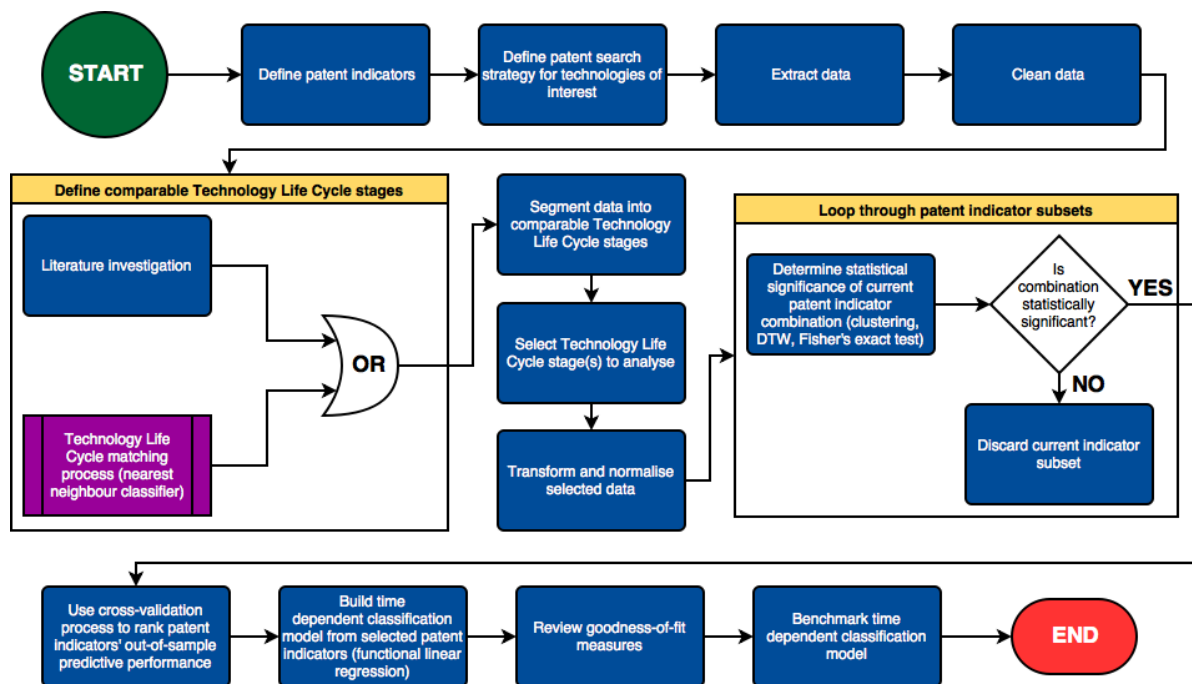 START
Define patent indicators
Define patent search
strategy for technologies of
interest
Extract data
Clean data
Define comparable Technology Life Cycle stages
Literature investigation
Technology Life
Cycle matching
process (nearest
neighbour classifier)
OR
Segment data into
comparable Technology
Life Cycle stages
Select Technology Life
Cycle stage(s) to analyse
Transform and normalise
selected data
Loop through patent indicator subsets
Determine statistical
significance of current
patent indicator
combination (clustering,
DTW, Fisher's exact test)
Is
combination
statistically
significant?
YES
NO
Discard current indicator
subset
Use cross-validation
process to rank patent
indicators' out-of-sample
predictive performance
Build time
dependent classification
model from selected patent
indicators (functional linear
regression)
Review goodness-of-fit
measures
Benchmark time
dependent classification
model
END